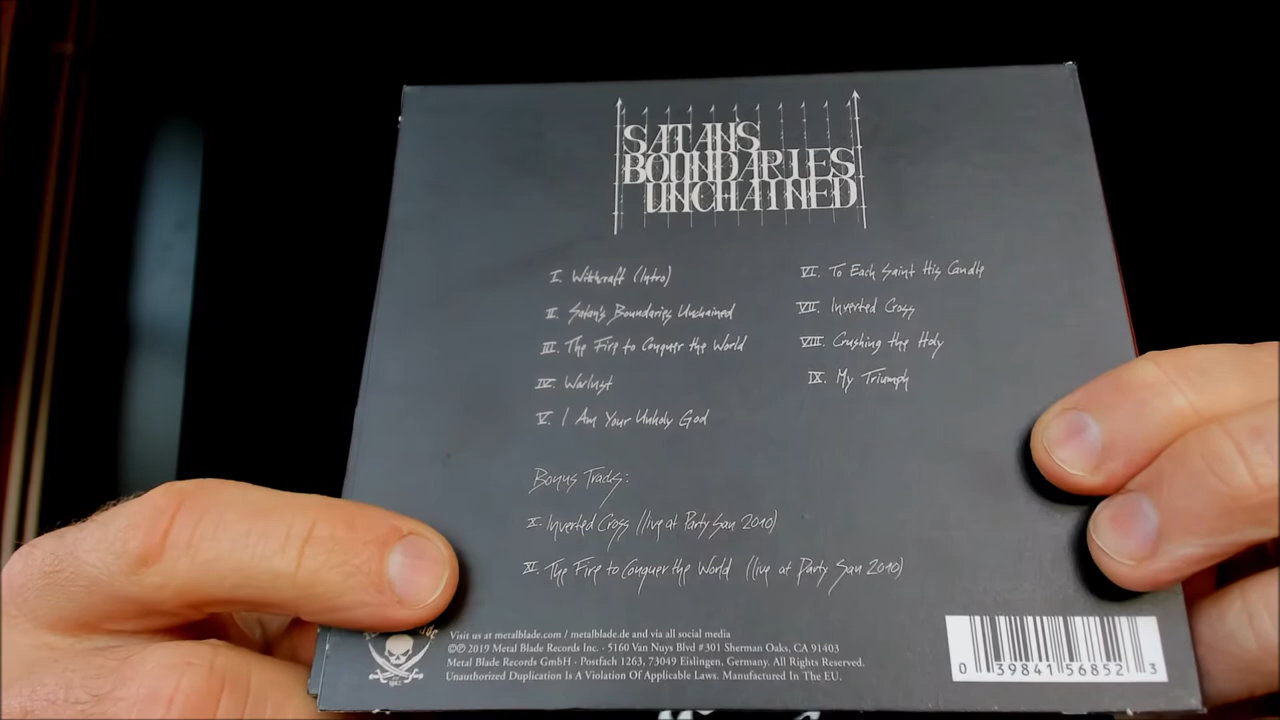 SATANS
BOUNDARIES
UNCHAINED
I. Witchcraft (Intro)
II. Satan's Boundaries Unchained
III. The Fire to Conquer the World
IV. Warlust
V. I Am Your Unholy God
VI. To Each Saint His Candle
VII. Inverted Cross
VIII. Crushing the Holy
IX. My Triumph
Bonus Tracks:
X. Inverted Cross (live at Party San 2010)
XI. The Fire to Conquer the World (live at Party San 2010)
Visit us at metalblade.com / metalblade.de and via all social media
©℗ 2019 Metal Blade Records Inc. · 5160 Van Nuys Blvd #301 Sherman Oaks, CA 91403
Metal Blade Records GmbH · Postfach 1263, 73049 Eislingen, Germany. All Rights Reserved.
Unauthorized Duplication Is A Violation Of Applicable Laws. Manufactured In The EU.
0 39841 56852 3